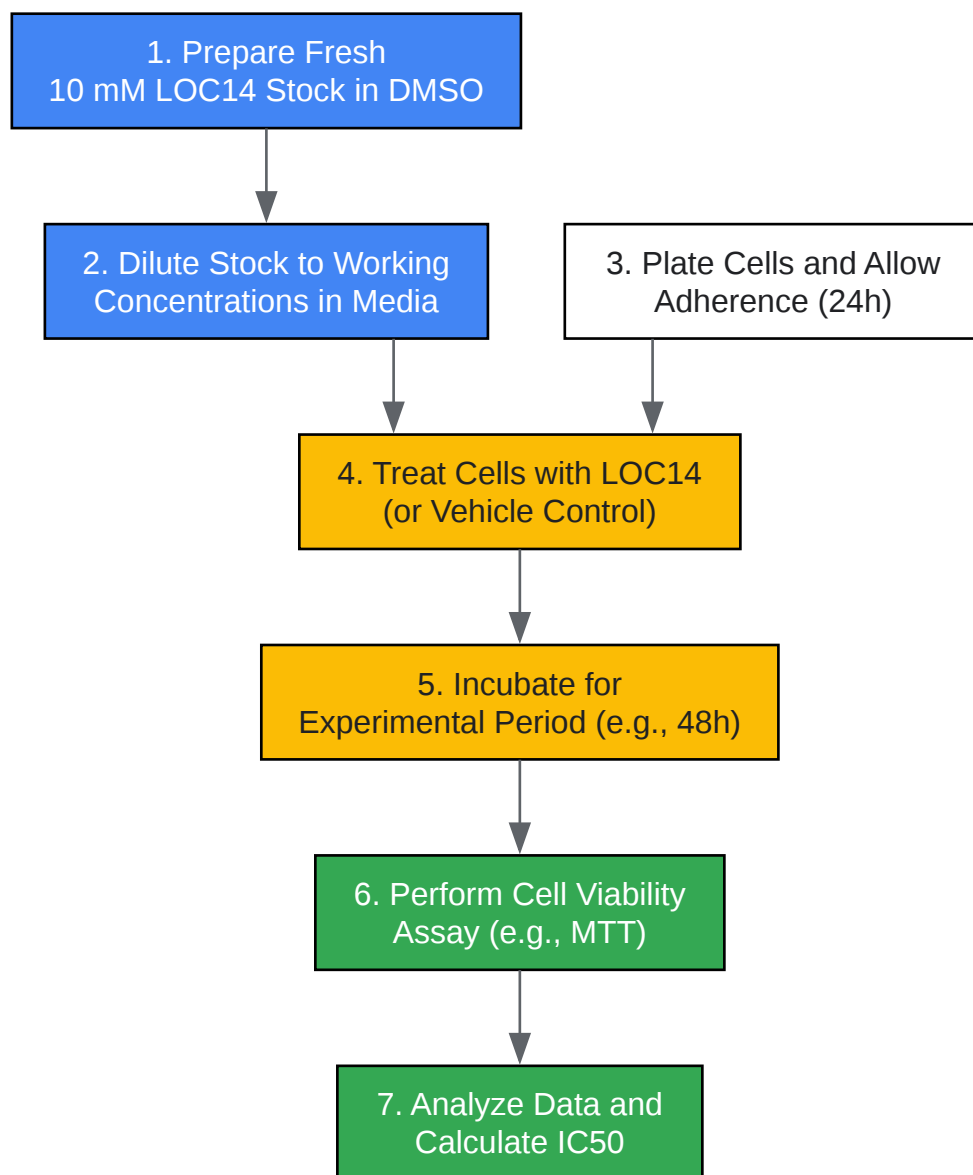 1. Prepare Fresh
10 mM LOC14 Stock in DMSO
2. Dilute Stock to Working
Concentrations in Media
3. Plate Cells and Allow
Adherence (24h)
4. Treat Cells with LOC14
(or Vehicle Control)
5. Incubate for
Experimental Period (e.g., 48h)
6. Perform Cell Viability
Assay (e.g., MTT)
7. Analyze Data and
Calculate IC50